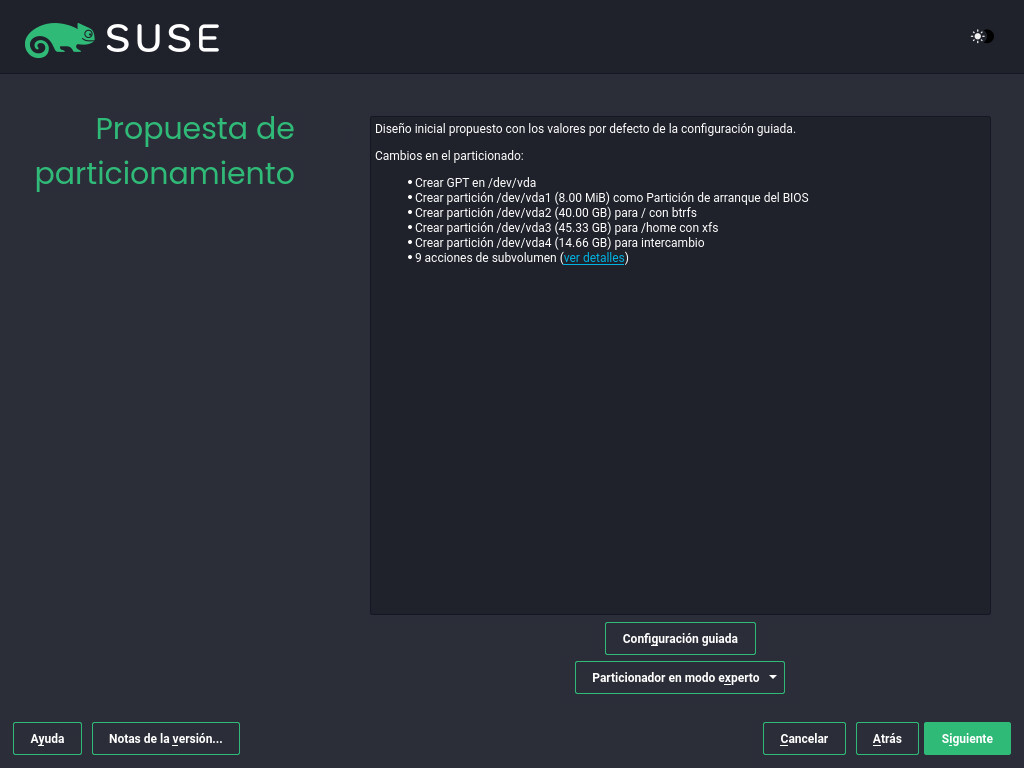 SUSE
Propuesta de
particionamiento
Diseño inicial propuesto con los valores por defecto de la configuración guiada.
Cambios en el particionado:
• Crear GPT en /dev/vda
• Crear partición /dev/vda1 (8.00 MiB) como Partición de arranque del BIOS
• Crear partición /dev/vda2 (40.00 GB) para / con btrfs
• Crear partición /dev/vda3 (45.33 GB) para /home con xfs
• Crear partición /dev/vda4 (14.66 GB) para intercambio
• 9 acciones de subvolumen (ver detalles)
Configuración guiada
Particionador en modo experto
Ayuda
Notas de la versión...
Cancelar
Atrás
Siguiente